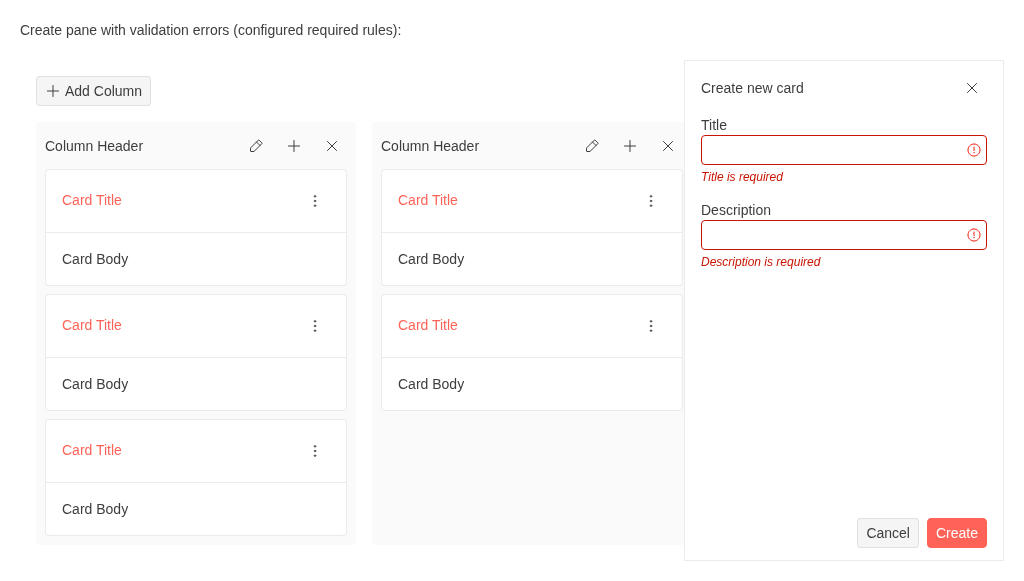 Create pane with validation errors (configured required rules):
Add Column
Column Header
Card Title
Card Body
Card Title
Card Body
Card Title
Card Body
Column Header
Card Title
Card Body
Card Title
Card Body
Create new card
Title
Title is required
Description
Description is required
Cancel
Create